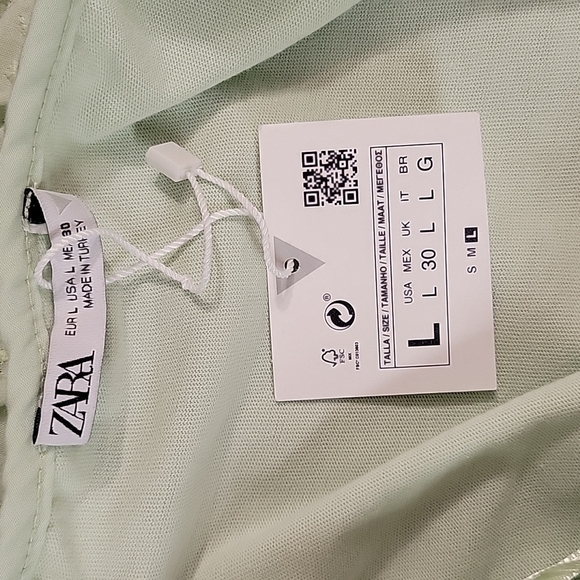 ZARA
EUR L USA L MEX 30
MADE IN TURKEY
TALLA / SIZE / TAMANHO / TAILLE / MAAT / ΜΕΓΕΘΟΣ
USA MEX UK IT BR
L L 30 L L G
S M L
®
FSC
MIX